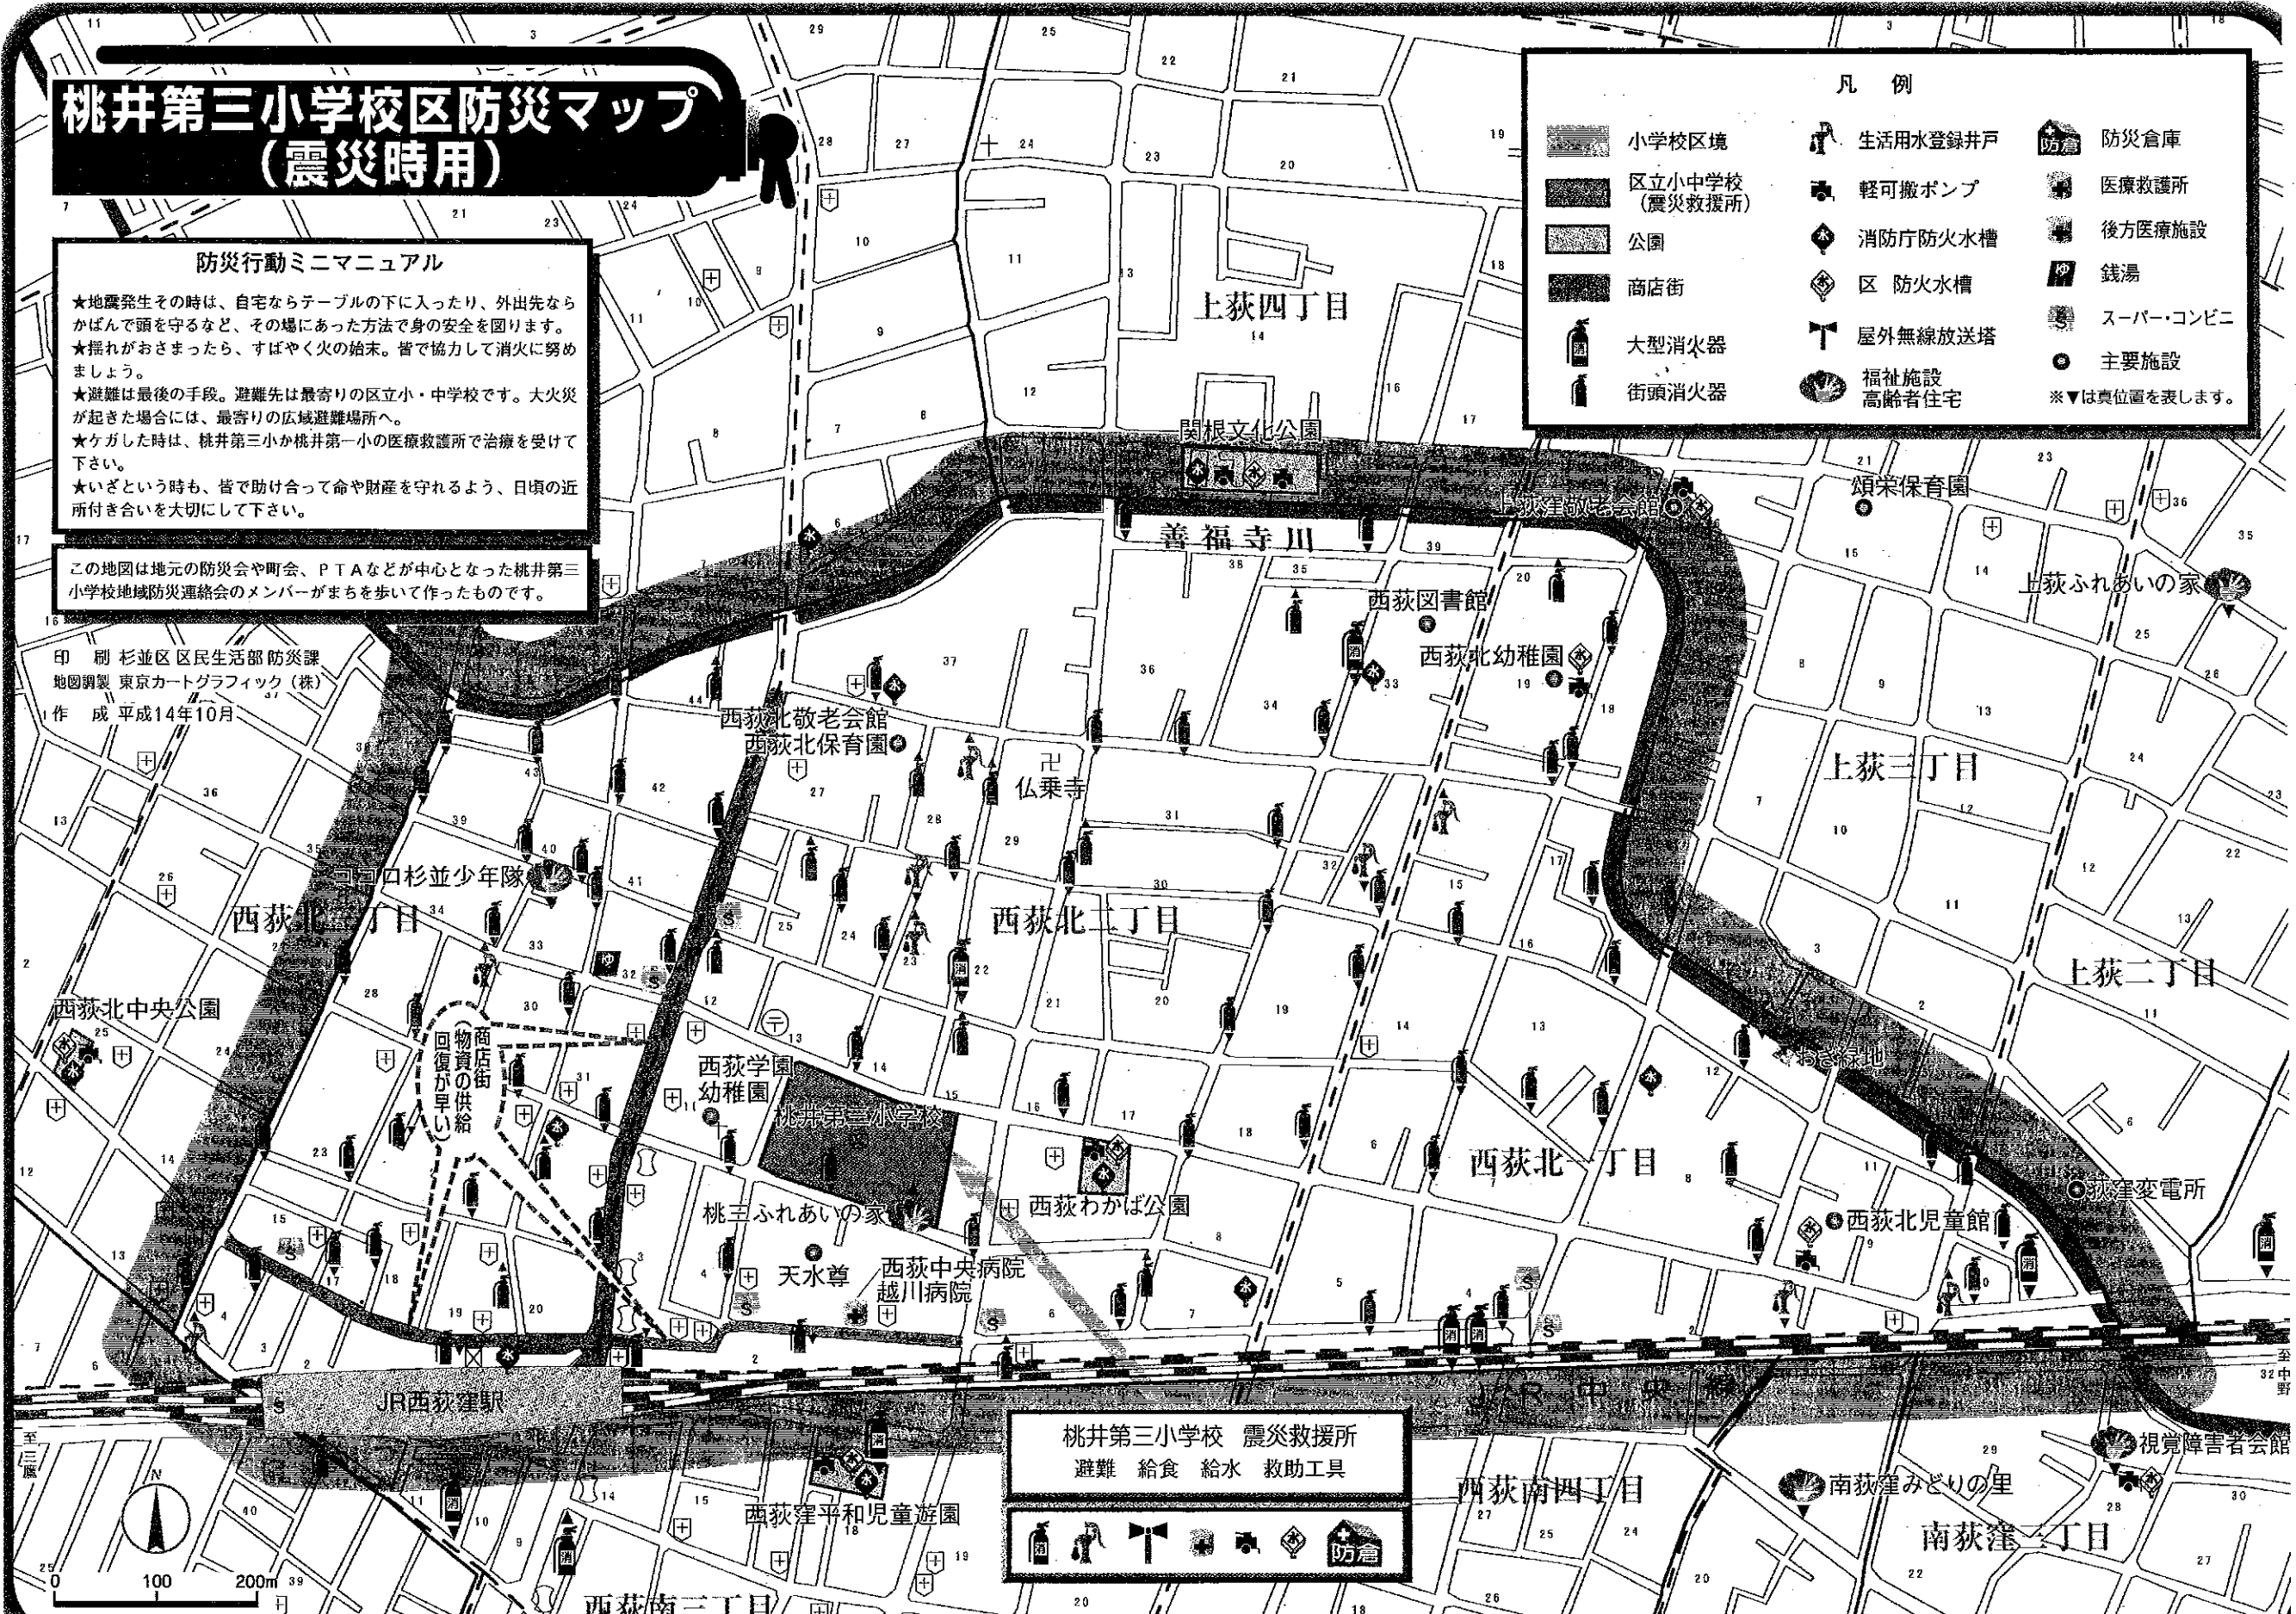 桃井第三小学校区防災マップ
（震災時用）
防災行動ミニマニュアル
★地震発生その時は、自宅ならテーブルの下に入ったり、外出先なら
かばんで頭を守るなど、その場にあった方法で身の安全を図ります。
★揺れがおさまったら、すばやく火の始末。皆で協力して消火に努め
ましょう。
★避難は最後の手段。避難先は最寄りの区立小・中学校です。大火災
が起きた場合には、最寄りの広域避難場所へ。
★ケガした時は、桃井第三小か桃井第一小の医療救護所で治療を受けて
下さい。
★いざという時も、皆で助け合って命や財産を守れるよう、日頃の近
所付き合いを大切にして下さい。
この地図は地元の防災会や町会、ＰＴＡなどが中心となった桃井第三
小学校地域防災連絡会のメンバーがまちを歩いて作ったものです。
印　刷 杉並区 区民生活部 防災課
地図調製 東京カートグラフィック（株）
作　成 平成14年10月
凡　例
小学校区境
区立小中学校
（震災救援所）
公園
商店街
大型消火器
街頭消火器
生活用水登録井戸
軽可搬ポンプ
消防庁防火水槽
区　防火水槽
屋外無線放送塔
福祉施設
高齢者住宅
防災倉庫
医療救護所
後方医療施設
銭湯
スーパー・コンビニ
主要施設
※▼は真位置を表します。
上荻四丁目
関根文化公園
善福寺川
上荻窪敬老会館
頌栄保育園
上荻ふれあいの家
西荻図書館
西荻北幼稚園
西荻北敬老会館
西荻北保育園
仏乗寺
上荻三丁目
ココロ杉並少年隊
西荻北三丁目
西荻北二丁目
上荻二丁目
西荻北中央公園
商店街
（物資の供給
回復が早い）
西荻学園
幼稚園
桃井第三小学校
おぎ緑地
西荻北一丁目
荻窪変電所
西荻わかば公園
西荻北児童館
桃三ふれあいの家
天水尊
西荻中央病院
越川病院
JR西荻窪駅
JR中央線
至三鷹
至中野
桃井第三小学校　震災救援所
避難　給食　給水　救助工具
防倉
西荻窪平和児童遊園
西荻南四丁目
南荻窪みどりの里
視覚障害者会館
南荻窪三丁目
西荻南三丁目
N
0　100　200m